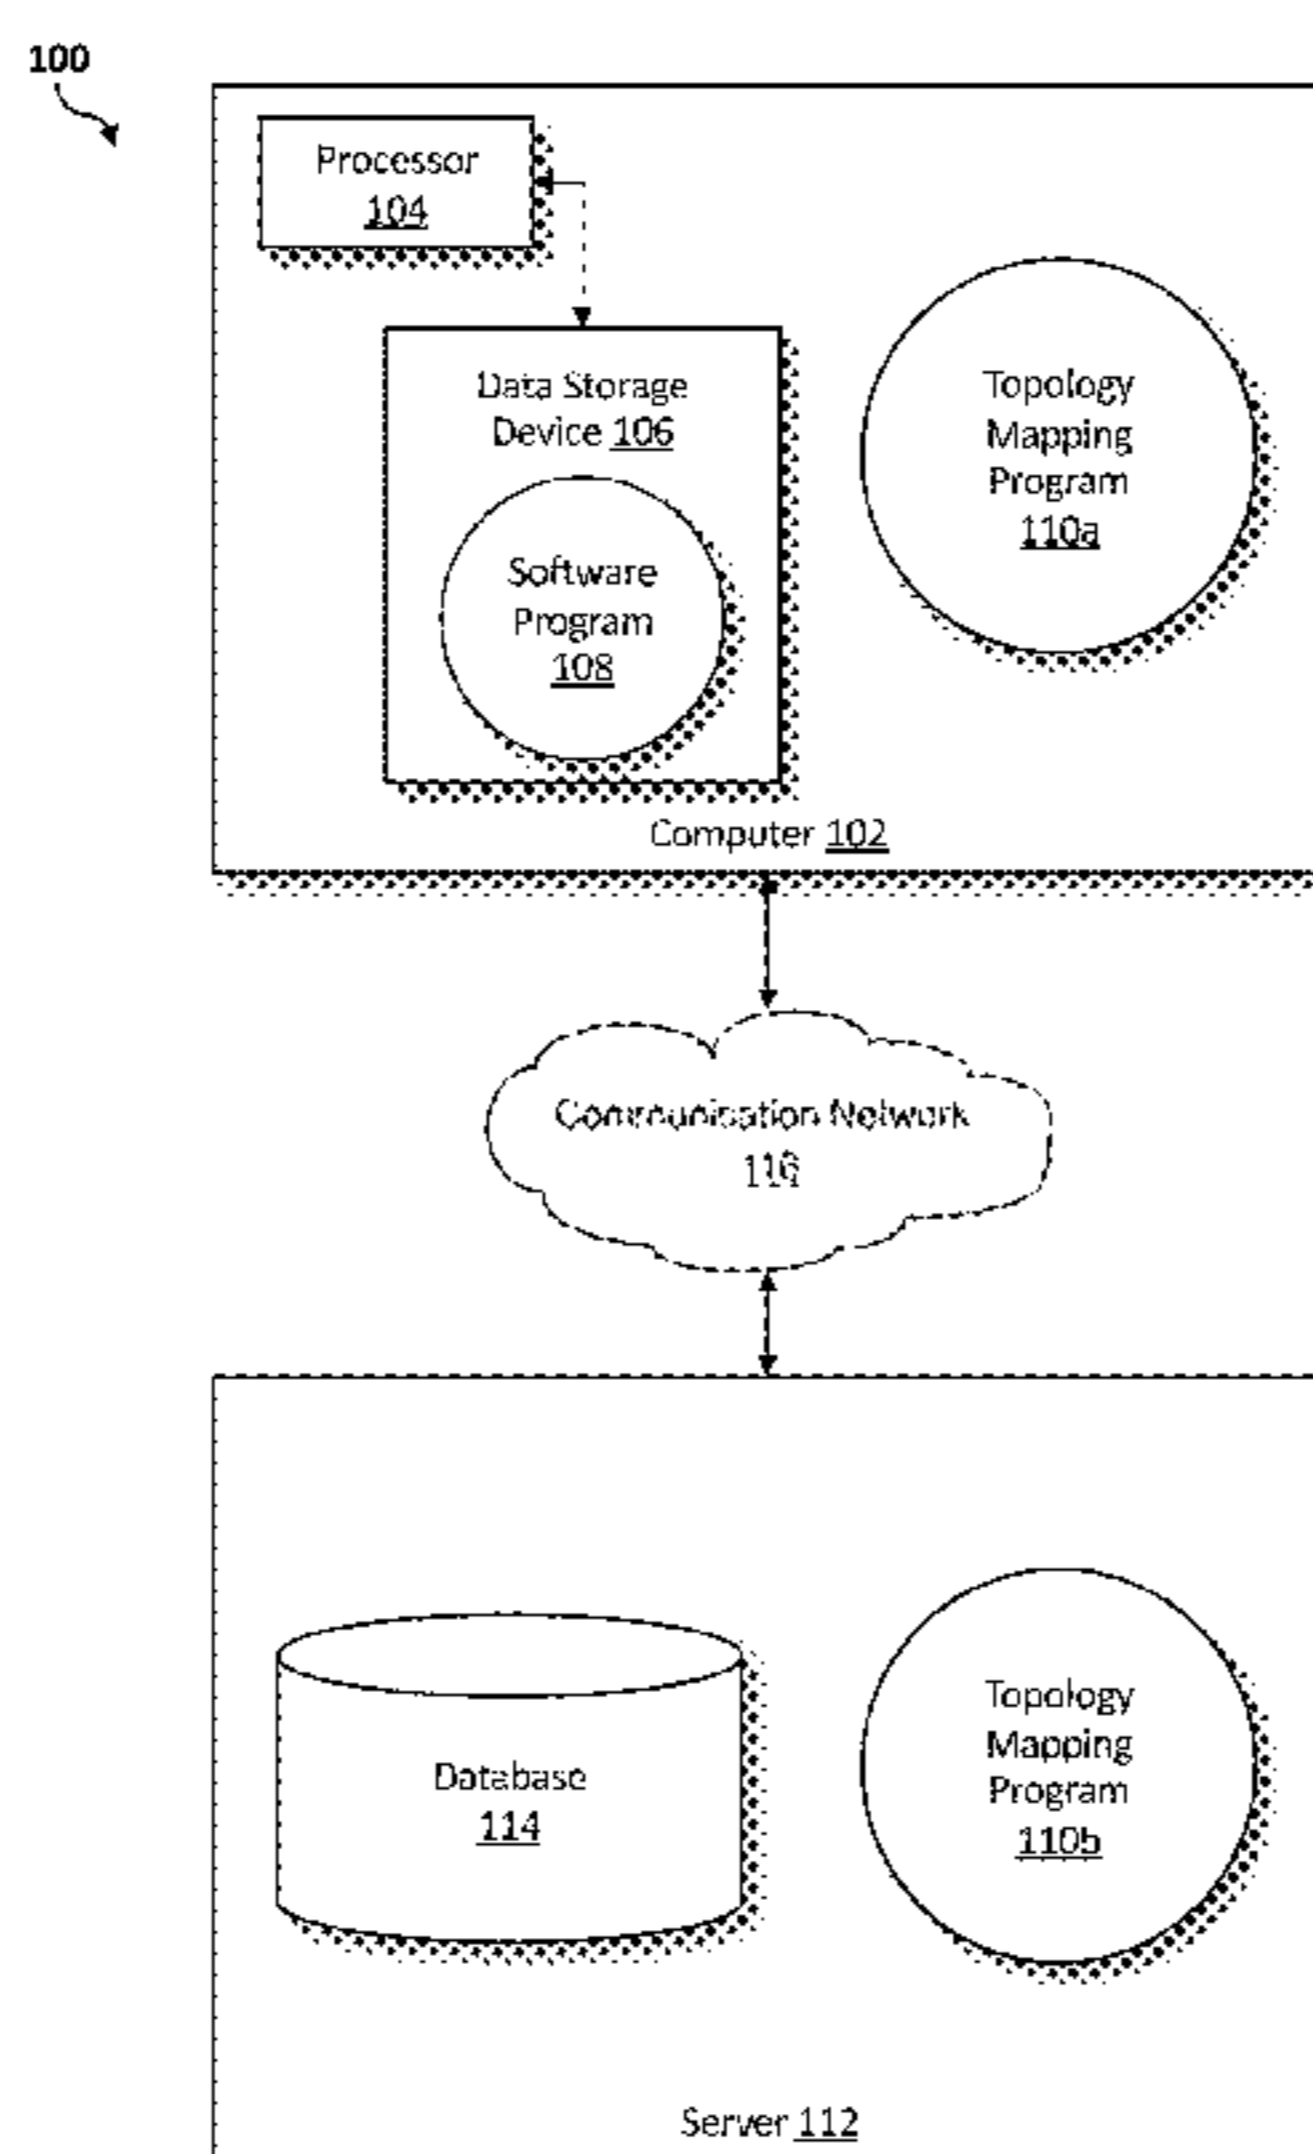 100
Processor
104
Data Storage
Device 106
Software
Program
108
Topology
Mapping
Program
110a
Computer 102
Communication Network
116
Database
114
Topology
Mapping
Program
110b
Server 112